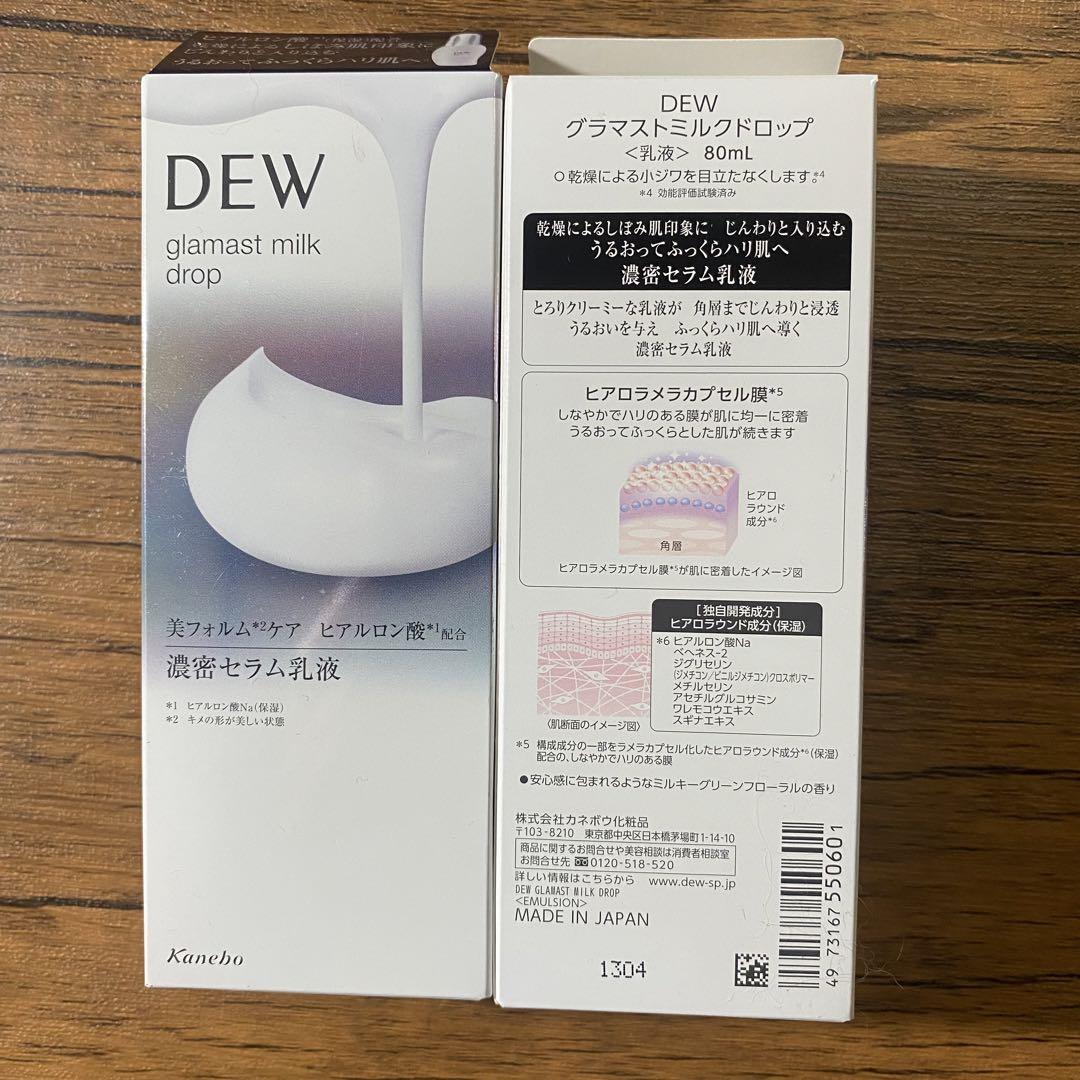 うるおってふっくらハリ肌へ
DEW
glamast milk
drop
美フォルム*2ケア ヒアルロン酸*1配合
濃密セラム乳液
*1 ヒアルロン酸Na(保湿)
*2 キメの形が美しい状態
Kanebo
DEW
グラマストミルクドロップ
<乳液> 80mL
○乾燥による小ジワを目立たなくします。*4
*4 効能評価試験済み
乾燥によるしぼみ肌印象に じんわりと入り込む
うるおってふっくらハリ肌へ
濃密セラム乳液
とろりクリーミーな乳液が 角層までじんわりと浸透
うるおいを与え ふっくらハリ肌へ導く
濃密セラム乳液
ヒアロラメラカプセル膜*5
しなやかでハリのある膜が肌に均一に密着
うるおってふっくらとした肌が続きます
ヒアロ
ラウンド
成分*6
角層
ヒアロラメラカプセル膜*5が肌に密着したイメージ図
[独自開発成分]
ヒアロラウンド成分(保湿)
*6 ヒアルロン酸Na
ベヘネス-2
ジグリセリン
(ジメチコン/ビニルジメチコン)クロスポリマー
メチルセリン
アセチルグルコサミン
ワレモコウエキス
スギナエキス
〈肌断面のイメージ図〉
*5 構成成分の一部をラメラカプセル化したヒアロラウンド成分*6(保湿)
配合の、しなやかでハリのある膜
●安心感に包まれるようなミルキーグリーンフローラルの香り
株式会社カネボウ化粧品
〒103-8210 東京都中央区日本橋茅場町1-14-10
商品に関するお問合せや美容相談は消費者相談室
お問合せ先 0120-518-520
詳しい情報はこちらから www.dew-sp.jp
DEW GLAMAST MILK DROP
<EMULSION>
MADE IN JAPAN
1304
49 73167 550601